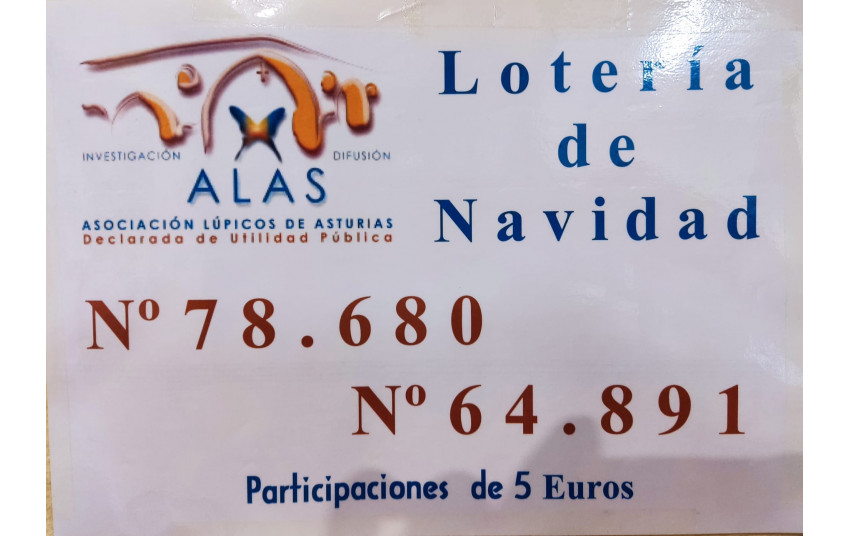 INVESTIGACIÓN
DIFUSIÓN
ALAS
ASOCIACIÓN LÚPICOS DE ASTURIAS
Declarada de Utilidad Pública
Lotería
de
Navidad
Nº 78.680
Nº 64.891
Participaciones de 5 Euros